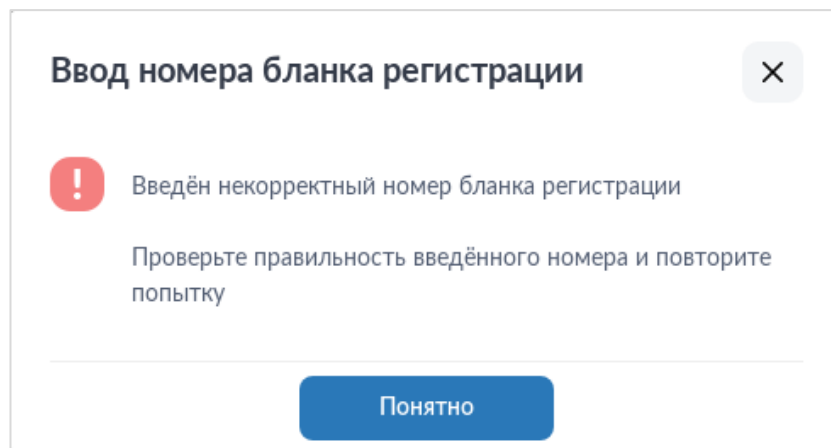 Ввод номера бланка регистрации
Введён некорректный номер бланка регистрации
Проверьте правильность введённого номера и повторите
попытку
Понятно